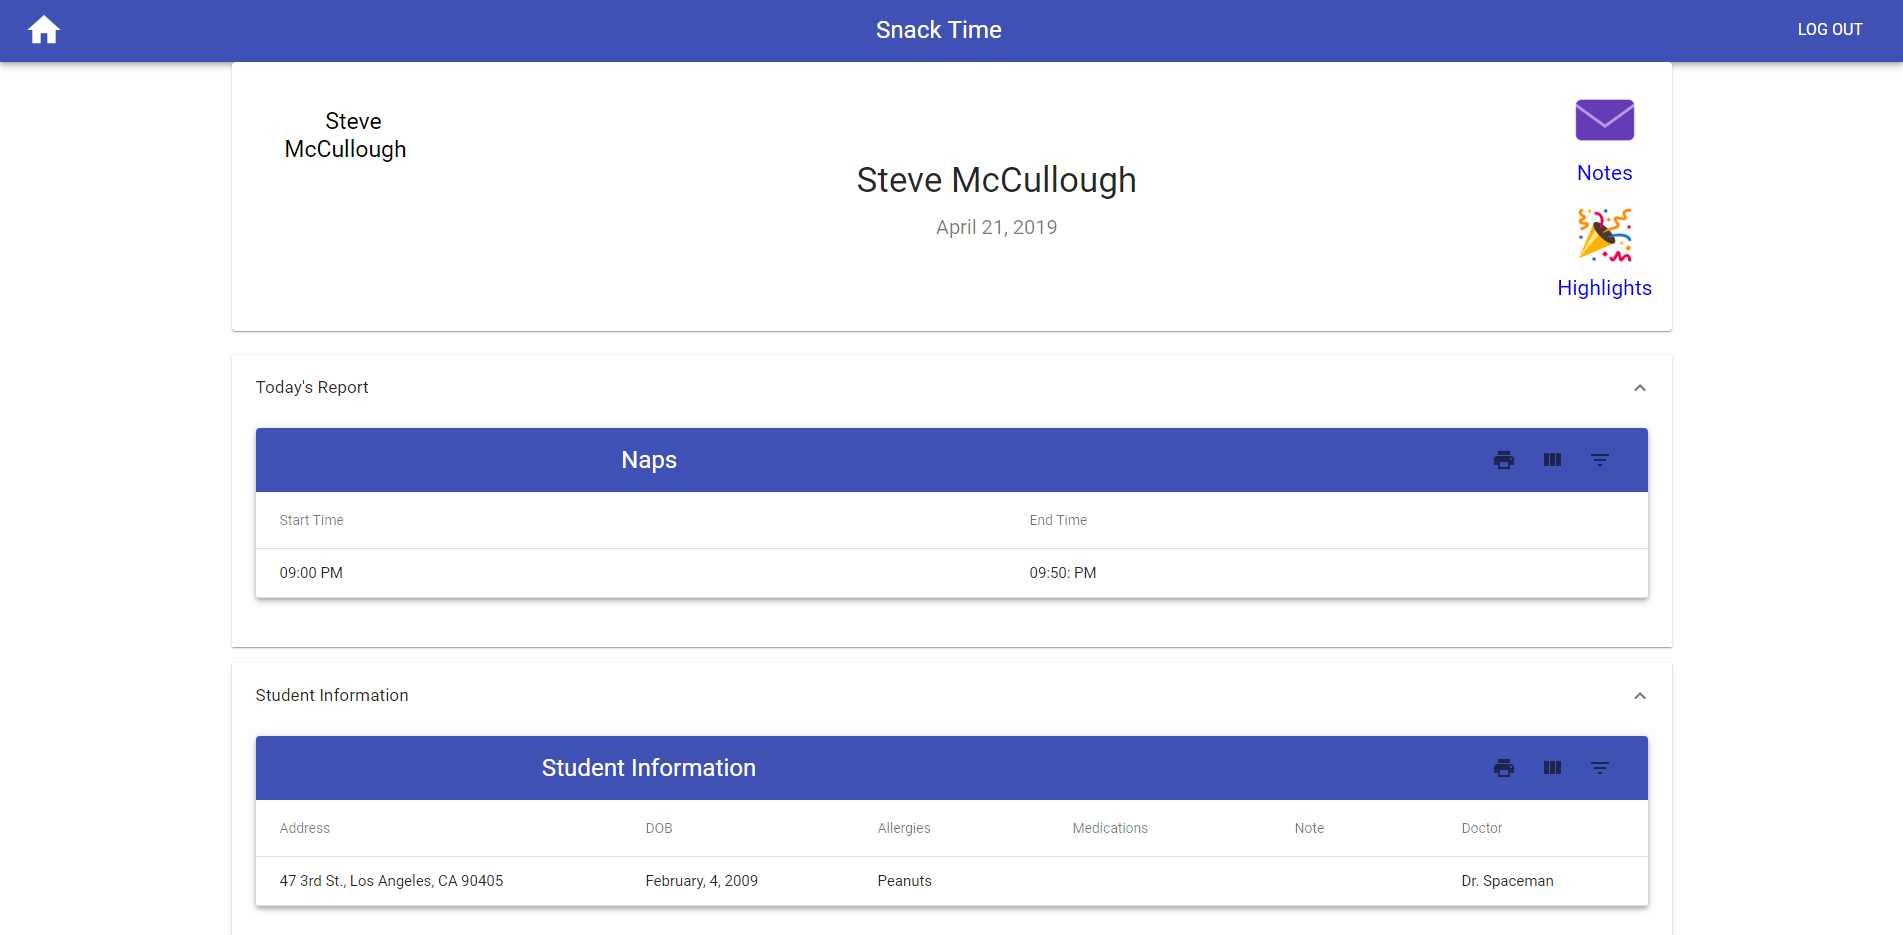 Snack Time
LOG OUT
Steve
McCullough
Steve McCullough
April 21, 2019
Notes
Highlights
Today's Report
Naps
Start Time End Time
09:00 PM 09:50: PM
Student Information
Student Information
Address DOB Allergies Medications Note Doctor
47 3rd St., Los Angeles, CA 90405 February, 4, 2009 Peanuts Dr. Spaceman